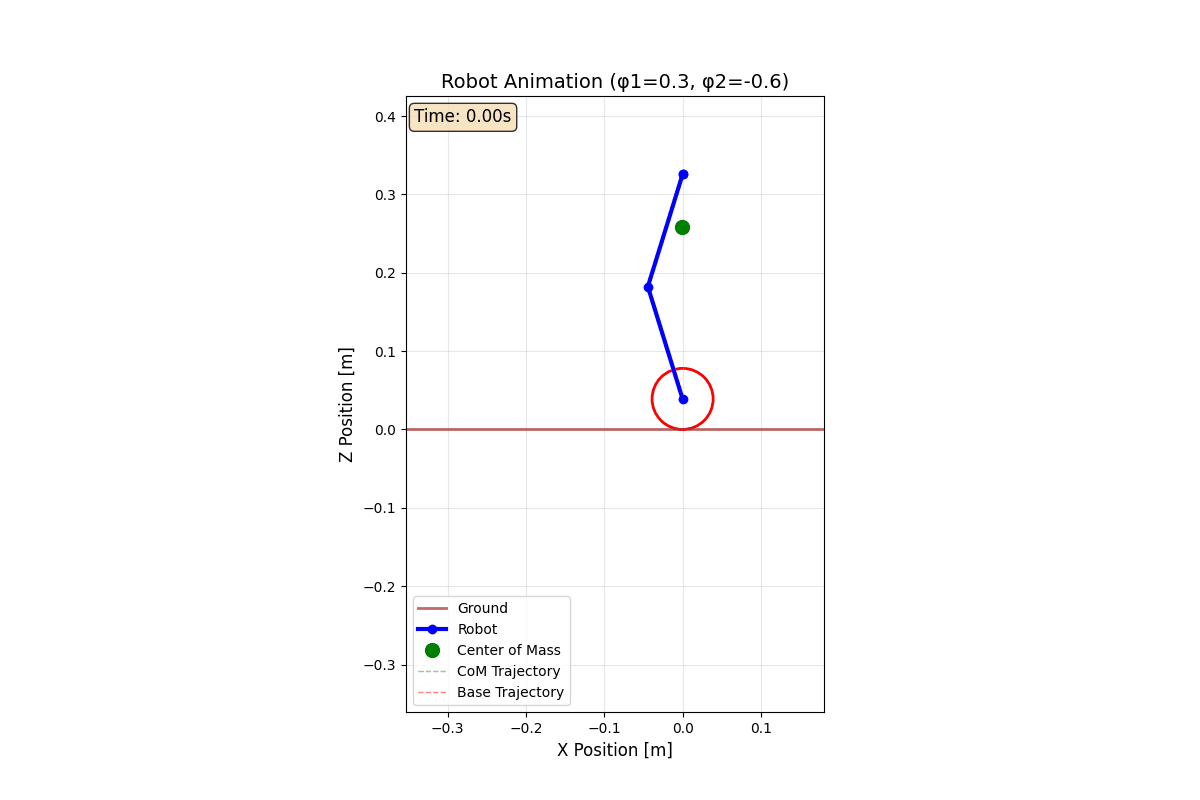 Robot Animation (φ1=0.3, φ2=-0.6)
Time: 0.00s
0.4
0.3
0.2
0.1
0.0
−0.1
−0.2
−0.3
Z Position [m]
Ground
Robot
Center of Mass
CoM Trajectory
Base Trajectory
−0.3
−0.2
−0.1
0.0
0.1
X Position [m]